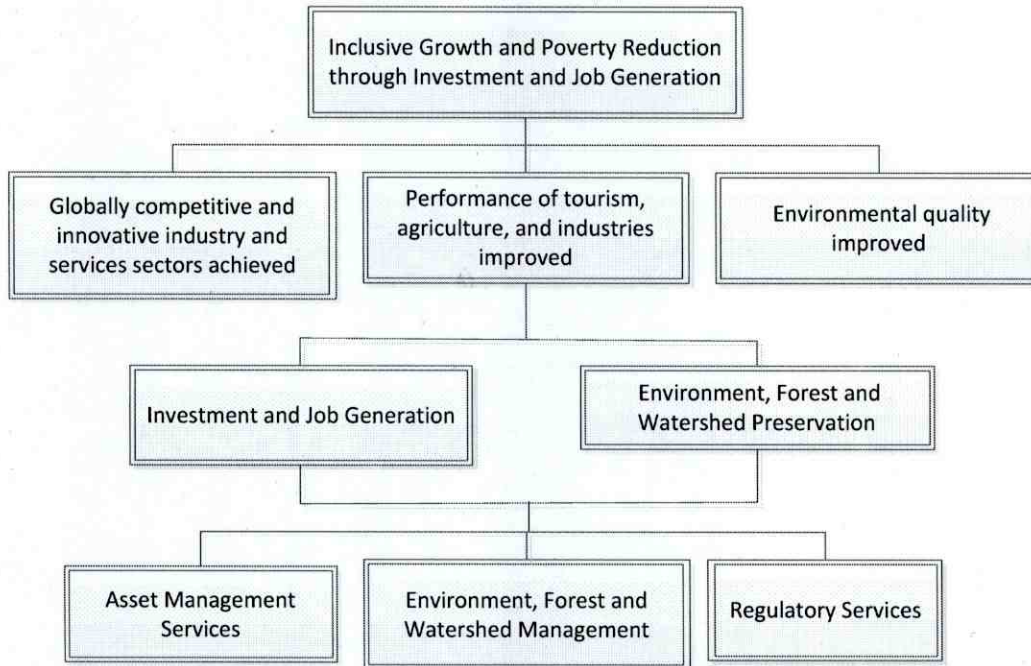 Inclusive Growth and Poverty Reduction
through Investment and Job Generation
Globally competitive and
innovative industry and
services sectors achieved
Performance of tourism,
agriculture, and industries
improved
Environmental quality
improved
Investment and Job Generation
Environment, Forest and
Watershed Preservation
Asset Management
Services
Environment, Forest and
Watershed Management
Regulatory Services